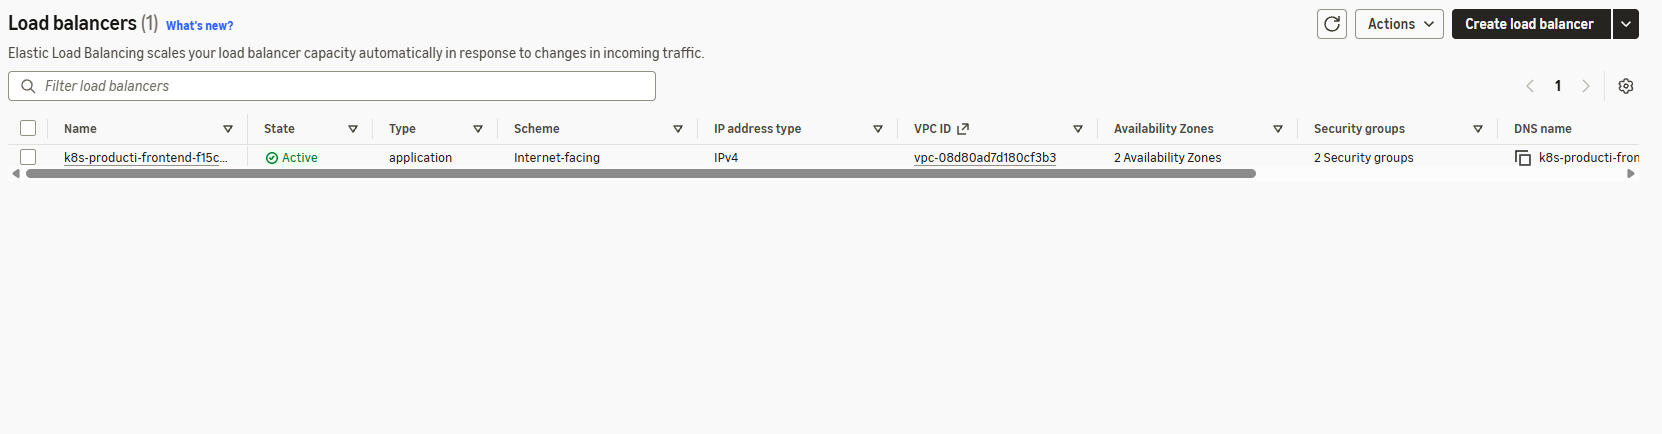 Load balancers (1) What's new?
Actions
Create load balancer
Elastic Load Balancing scales your load balancer capacity automatically in response to changes in incoming traffic.
Filter load balancers
1
Name State Type Scheme IP address type VPC ID Availability Zones Security groups DNS name
k8s-producti-frontend-f15c... Active application Internet-facing IPv4 vpc-08d80ad7d180cf3b3 2 Availability Zones 2 Security groups k8s-producti-fron